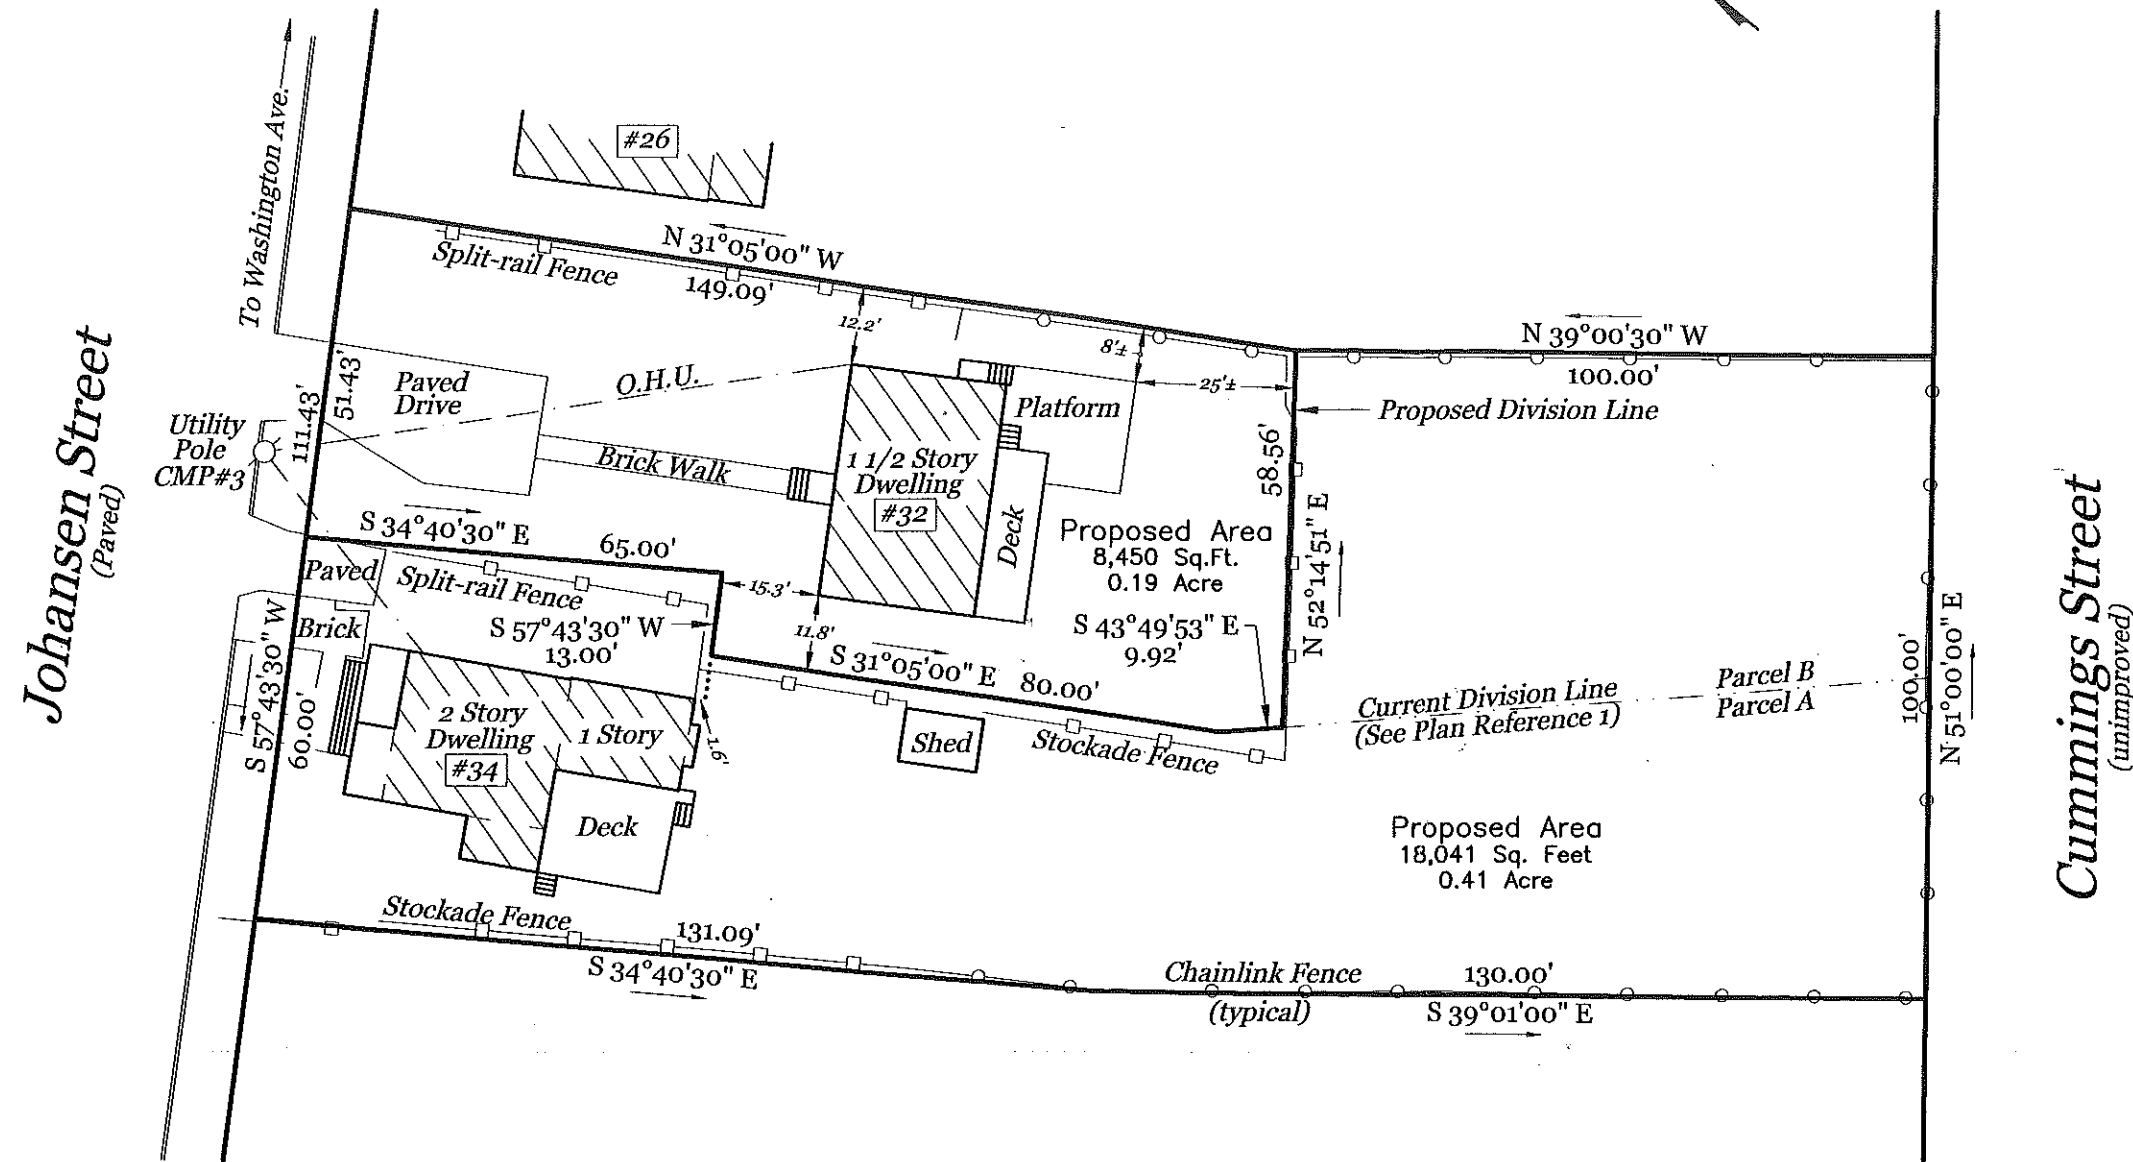 #26
To Washington Ave.
N 31°05'00" W
Split-rail Fence
149.09'
12.2'
8'±
25'±
N 39°00'30" W
100.00'
Proposed Division Line
Johansen Street
(Paved)
111.43'
51.43'
Paved
Drive
O.H.U.
Utility
Pole
CMP#3
Brick Walk
1 1/2 Story
Dwelling
#32
Platform
Deck
58.56'
N 52°14'51" E
Proposed Area
8,450 Sq.Ft.
0.19 Acre
S 34°40'30" E
65.00'
Paved
Split-rail Fence
15.3'
S 57°43'30" W
13.00'
11.8'
S 31°05'00" E
80.00'
S 43°49'53" E
9.92'
Brick
S 57°43'30" W
60.00'
2 Story
Dwelling
#34
1 Story
1.6'
Deck
Shed
Stockade Fence
Current Division Line
(See Plan Reference 1)
Parcel B
Parcel A
100.00'
N 51°00'00" E
Cummings Street
(unimproved)
Proposed Area
18,041 Sq. Feet
0.41 Acre
Stockade Fence
131.09'
S 34°40'30" E
Chainlink Fence
(typical)
130.00'
S 39°01'00" E